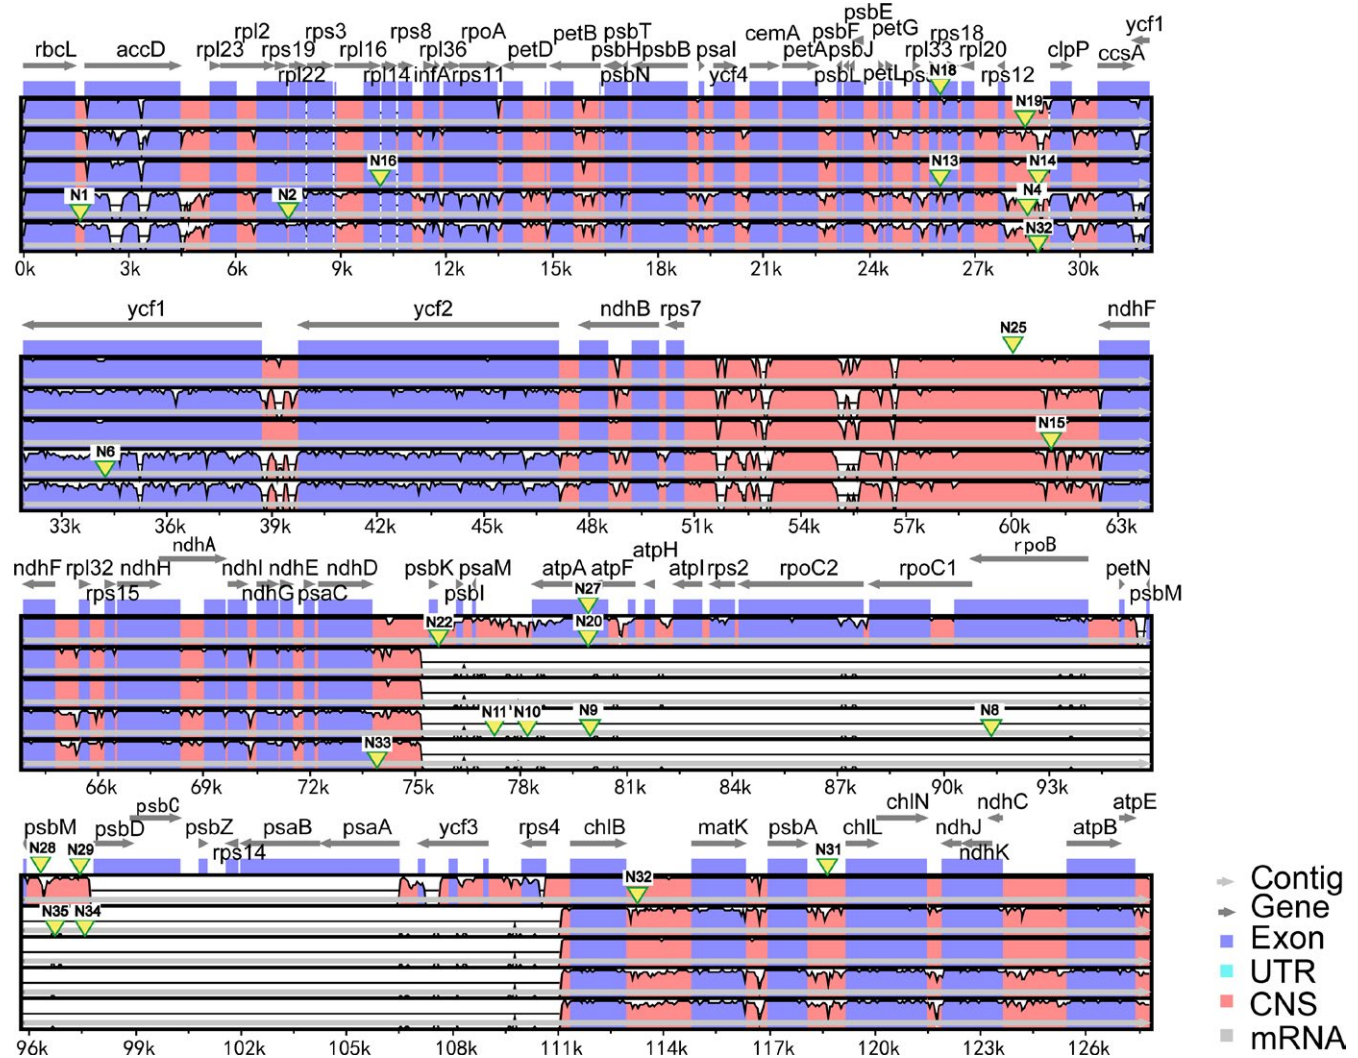 psbE
rpl2 rps3 rps8 rpoA petB psbT cemA psbF petG rps18 ycf1
rbcL accD rpl23 rps19 rpl16 rpl36 petD psbH psbB psaI petA psbJ rpl33 rpl20 clpP ccsA
rpl22 rpl14 infA rps11 psbN ycf4 psbL petL rps12
N18
N19
N16 N13 N14
N1 N2 N4
N32
0k 3k 6k 9k 12k 15k 18k 21k 24k 27k 30k
ycf1 ycf2 ndhB rps7 ndhF
N25
N15
N6
33k 36k 39k 42k 45k 48k 51k 54k 57k 60k 63k
ndhA atpH rpoB
ndhF rpl32 ndhH ndhI ndhE ndhD psbK psaM atpA atpF atpI rps2 rpoC2 rpoC1 petN
rps15 ndhG psaC psbI psbM
N27
N22 N20
N11 N10 N9 N8
N33
66k 69k 72k 75k 78k 81k 84k 87k 90k 93k
psbC chlN ndhC atpE
psbM psbD psbZ psaB psaA ycf3 rps4 chlB matK psbA chlL ndhJ atpB
rps14 ndhK
N28 N29 N31
N32
N35 N34
96k 99k 102k 105k 108k 111k 114k 117k 120k 123k 126k
Contig
Gene
Exon
UTR
CNS
mRNA